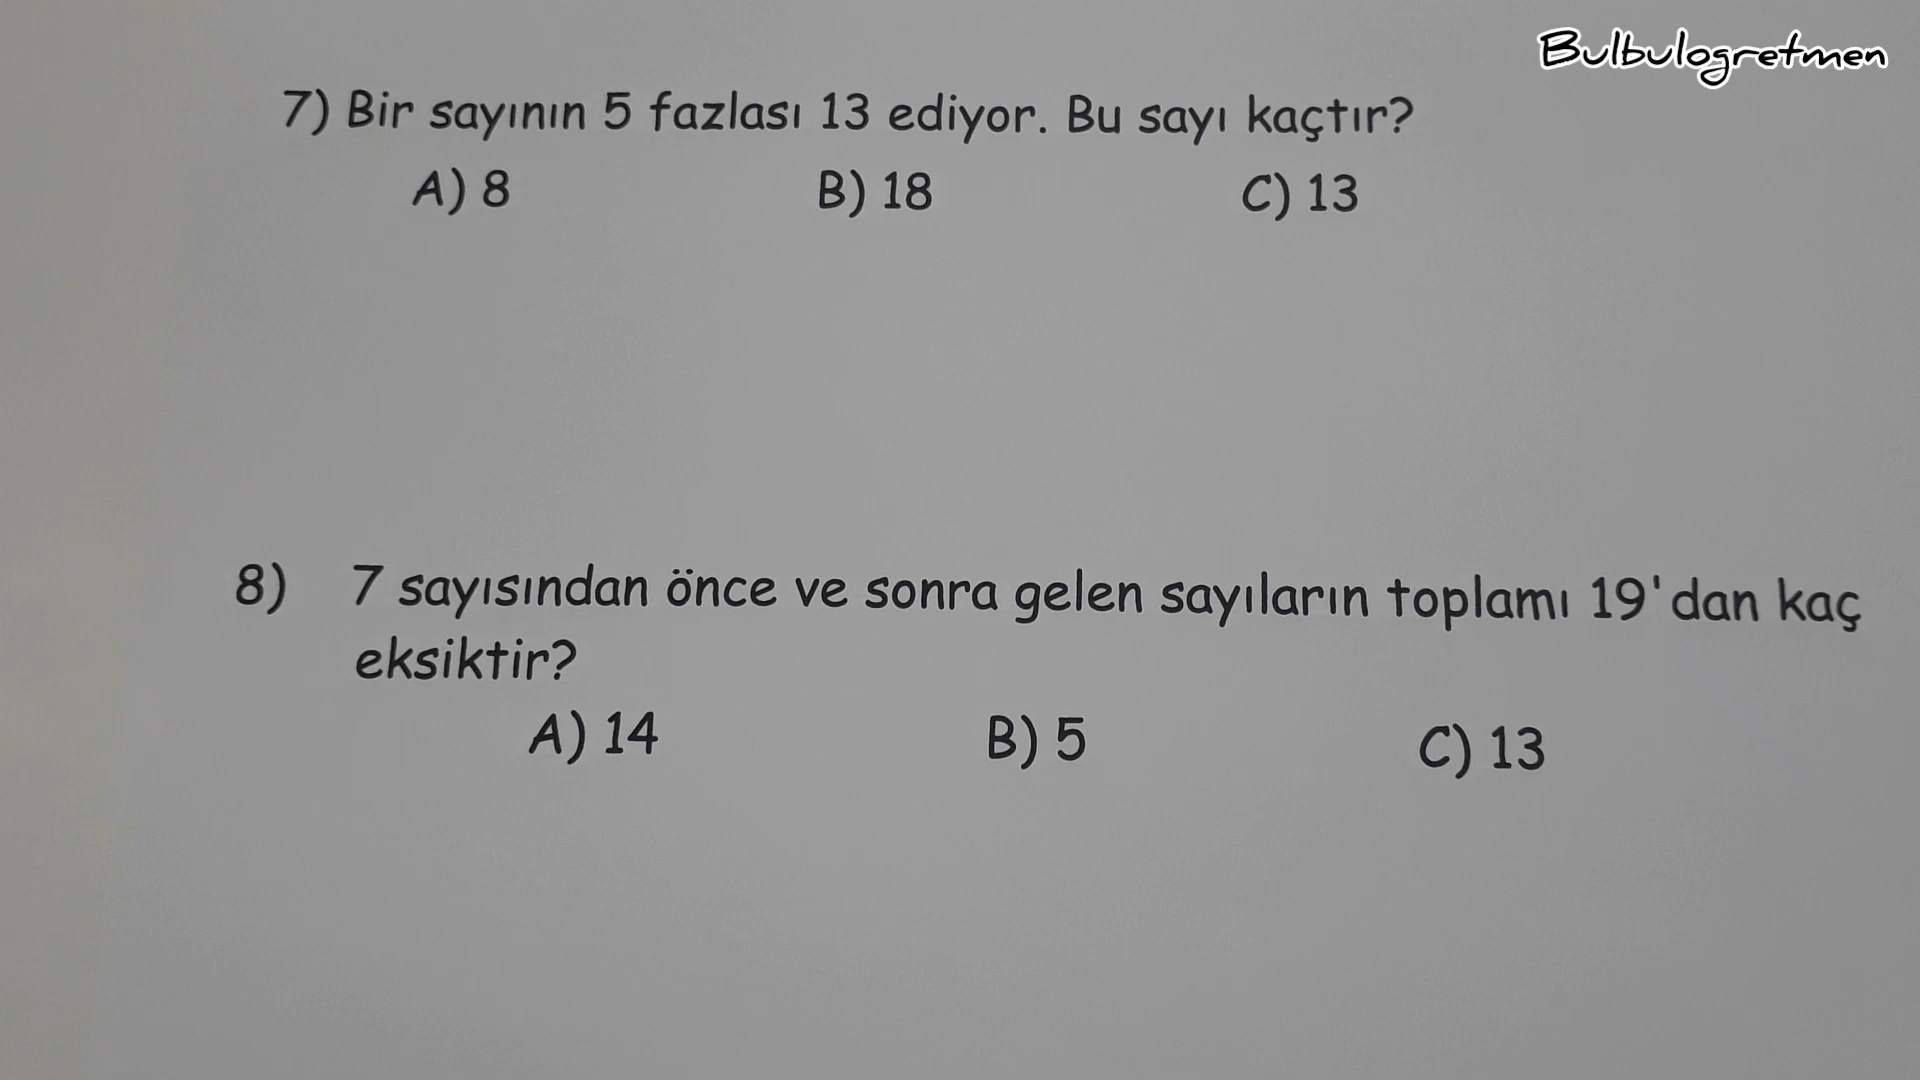 Bulbulogretmen
7) Bir sayının 5 fazlası 13 ediyor. Bu sayı kaçtır?
A) 8 B) 18 C) 13
8) 7 sayısından önce ve sonra gelen sayıların toplamı 19'dan kaç
eksiktir?
A) 14 B) 5 C) 13